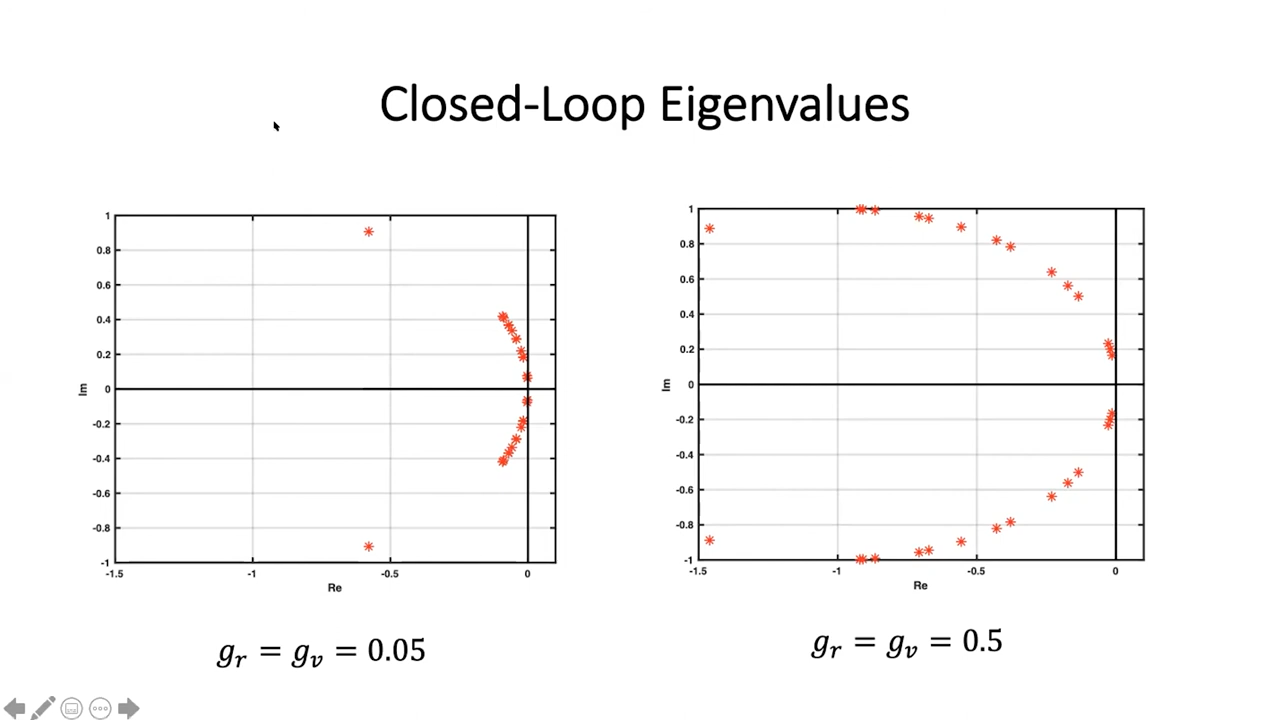 Closed-Loop Eigenvalues
1
0.8
0.6
0.4
0.2
0
-0.2
-0.4
-0.6
-0.8
-1
Im
-1.5 -1 -0.5 0
Re
g_r = g_v = 0.05
1
0.8
0.6
0.4
0.2
0
-0.2
-0.4
-0.6
-0.8
-1
Im
-1.5 -1 -0.5 0
Re
g_r = g_v = 0.5